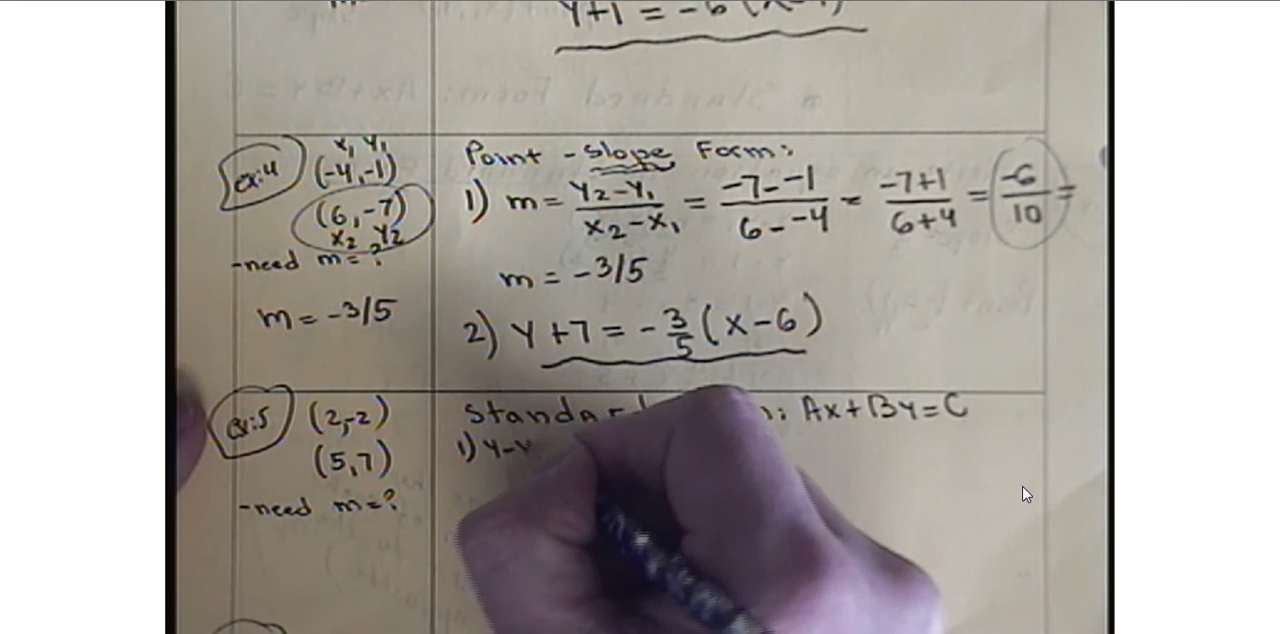 Y+1 = -6 (x-
ex:4
X₁ Y₁
(-4,-1)
(6,-7)
X₂ Y₂
-need m=?
m = -3/5
Point -slope Form:
1) m = Y₂-Y₁/X₂-X₁ = -7--1/6--4 = -7+1/6+4 = -6/10 =
m = -3/5
2) Y+7 = -3/5(X-6)
ex:5
(2,-2)
(5,7)
-need m=?
: Ax+By=C
1) Y-